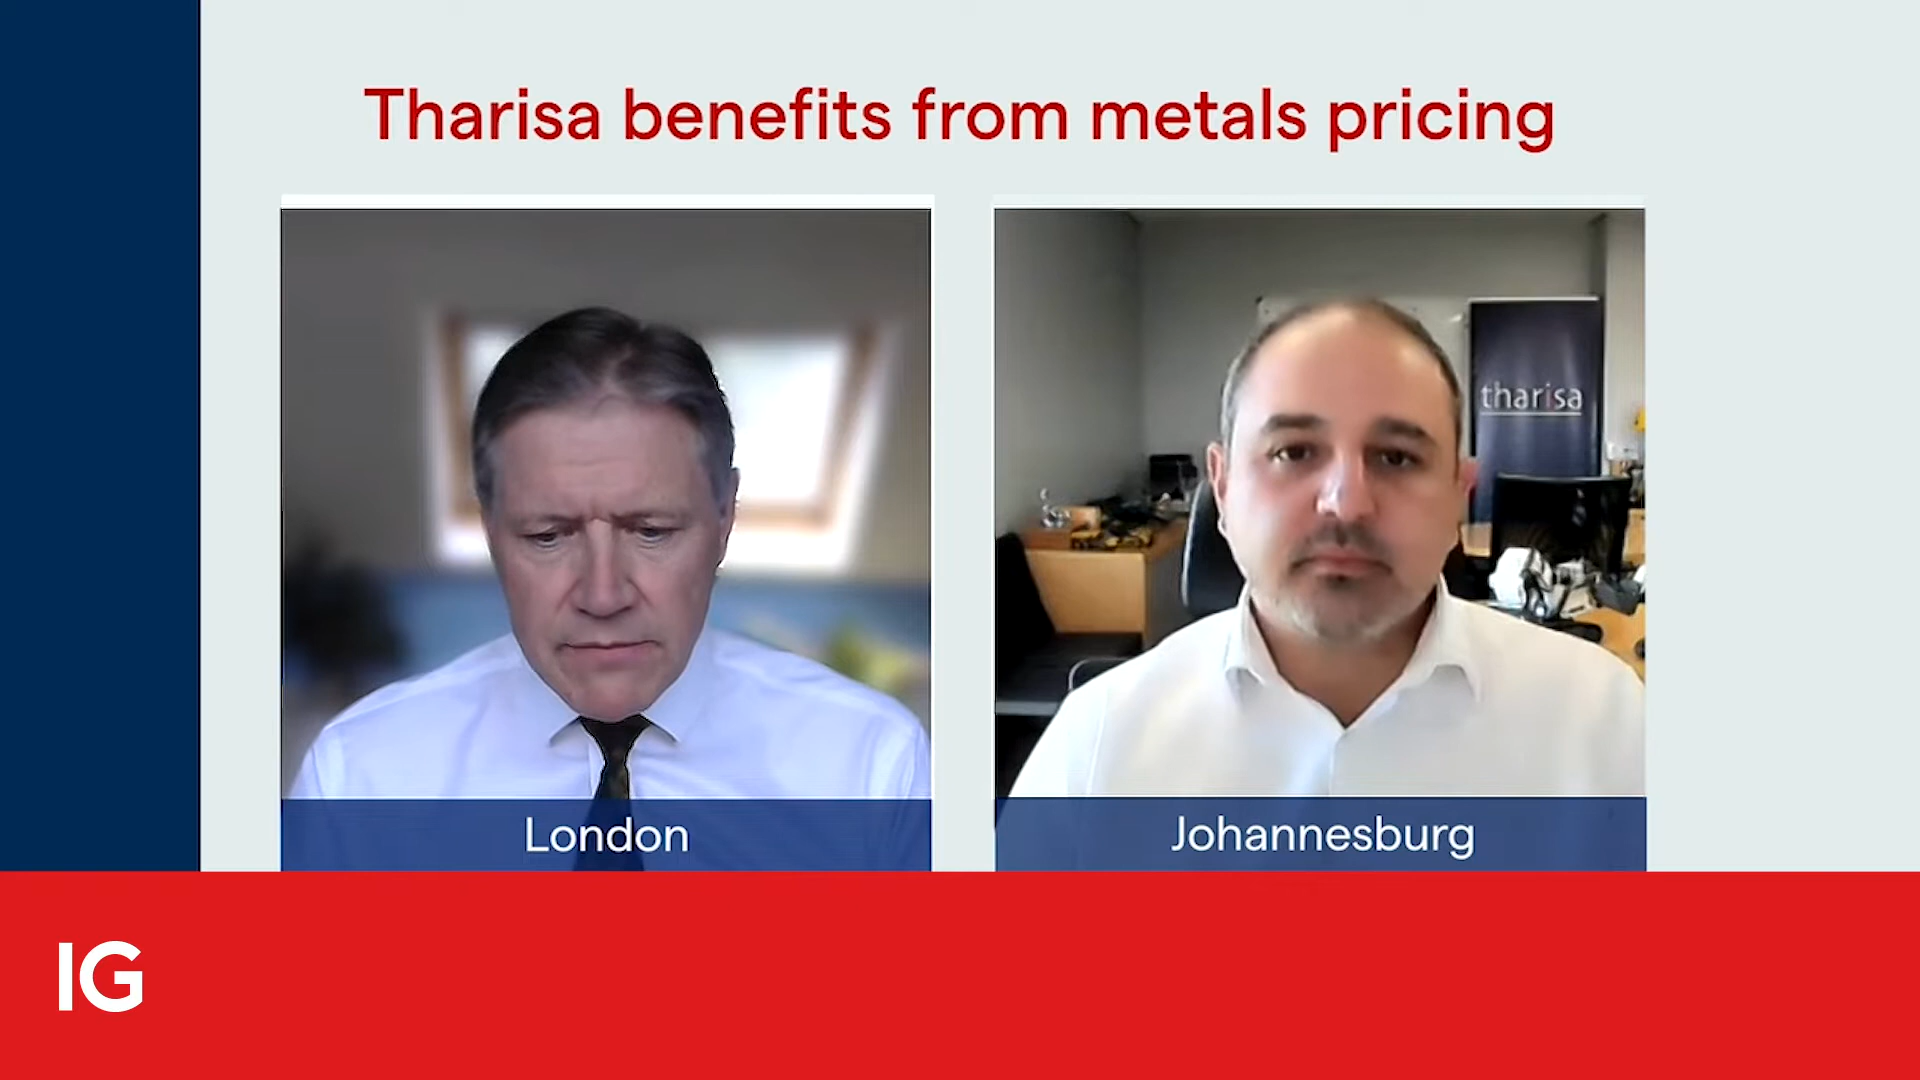 Tharisa benefits from metals pricing
tharisa
London
Johannesburg
IG